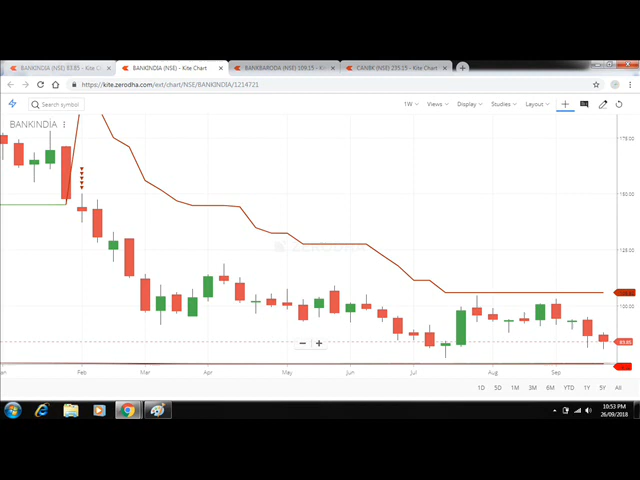 BANKINDIA (NSE) 83.85 - Kite Chart
BANKINDIA (NSE) - Kite Chart
BANKBARODA (NSE) 109.15 - Kite
CANBK (NSE) 235.15 - Kite Chart
https://kite.zerodha.com/ext/chart/NSE/BANKINDIA/1214721
Search symbol
1W
Views
Display
Studies
Layout
BANKINDIA
175.00
150.00
125.00
100.00
83.85
Feb
Mar
Apr
May
Jun
Jul
Aug
Sep
1D 5D 1M 3M 6M YTD 1Y 5Y All
10:53 PM
26/09/2018